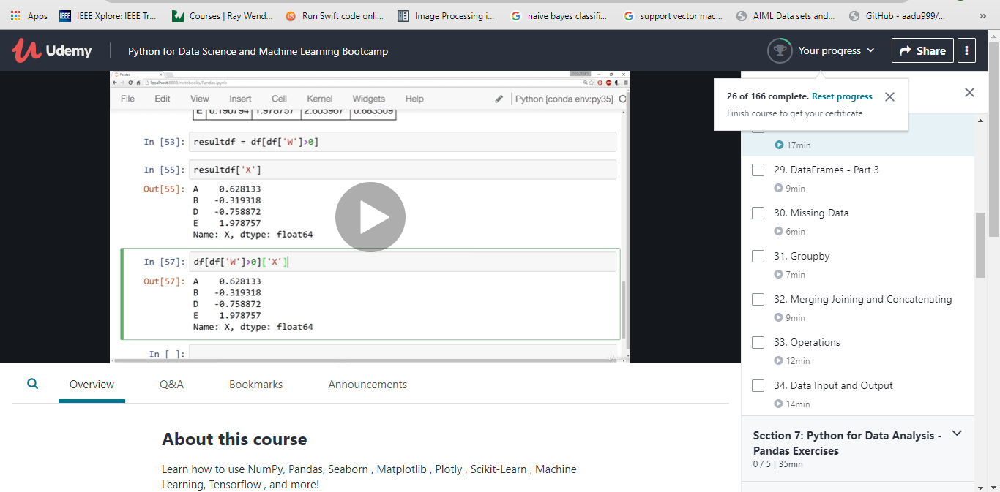 Apps IEEE IEEE Xplore: IEEE Tr... Courses | Ray Wend... Run Swift code onli... Image Processing i... naive bayes classifi... support vector mac... AIML Data sets and... GitHub - aadu999/... »
Udemy Python for Data Science and Machine Learning Bootcamp Your progress Share
26 of 166 complete. Reset progress
Finish course to get your certificate
Pandas
localhost:8888/notebooks/Pandas.ipynb
File Edit View Insert Cell Kernel Widgets Help Python [conda env:py35]
E 0.190794 1.978757 2.605967 0.683509
In [53]: resultdf = df[df['W']>0]
In [55]: resultdf['X']
Out[55]: A 0.628133
B -0.319318
D -0.758872
E 1.978757
Name: X, dtype: float64
In [57]: df[df['W']>0]['X']
Out[57]: A 0.628133
B -0.319318
D -0.758872
E 1.978757
Name: X, dtype: float64
In [ ]:
17min
29. DataFrames - Part 3
9min
30. Missing Data
6min
31. Groupby
7min
32. Merging Joining and Concatenating
9min
33. Operations
12min
34. Data Input and Output
14min
Section 7: Python for Data Analysis -
Pandas Exercises
0 / 5 | 35min
Overview Q&A Bookmarks Announcements
About this course
Learn how to use NumPy, Pandas, Seaborn , Matplotlib , Plotly , Scikit-Learn , Machine
Learning, Tensorflow , and more!